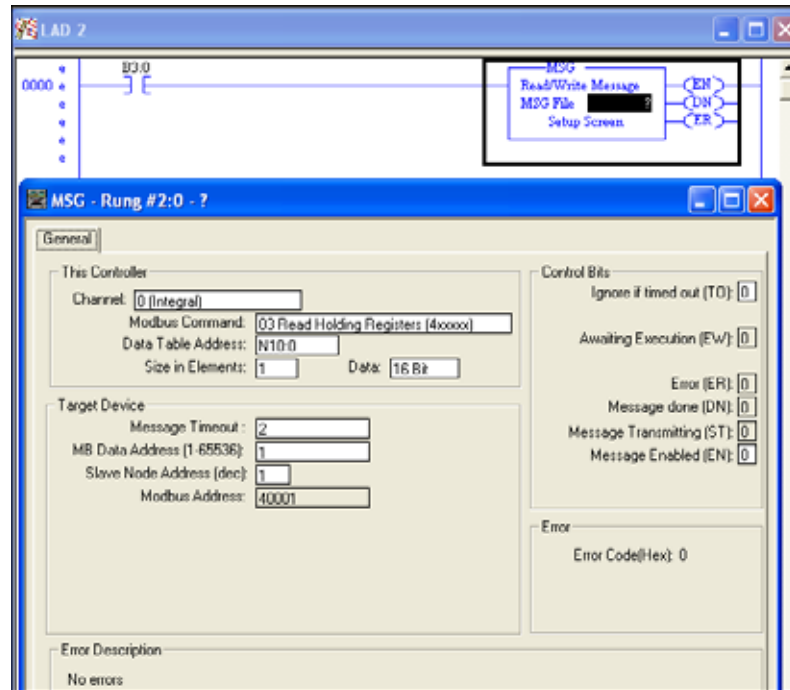 LAD 2
B3:0
MSG
0000
Read/Write Message
EN
MSG File ?
DN
Setup Screen
ER
MSG - Rung #2:0 - ?
General
This Controller
Channel: 0 (Integral)
Modbus Command: 03 Read Holding Registers (4xxxxx)
Data Table Address: N10:0
Size in Elements: 1 Data: 16 Bit
Target Device
Message Timeout : 2
MB Data Address (1-65536): 1
Slave Node Address (dec): 1
Modbus Address: 40001
Control Bits
Ignore if timed out (TO): 0
Awaiting Execution (EW): 0
Error (ER): 0
Message done (DN): 0
Message Transmitting (ST): 0
Message Enabled (EN): 0
Error
Error Code(Hex): 0
Error Description
No errors